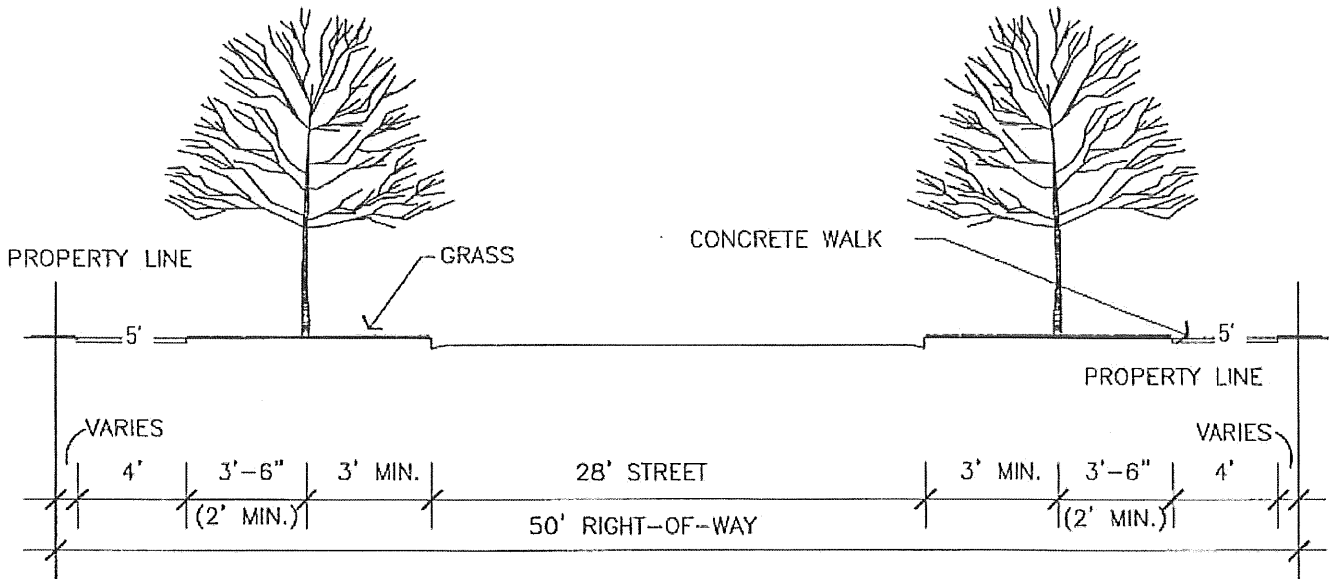 PROPERTY LINE
GRASS
CONCRETE WALK
5'
5'
PROPERTY LINE
VARIES
VARIES
4'
3'-6"
3' MIN.
28' STREET
3' MIN.
3'-6"
4'
(2' MIN.)
(2' MIN.)
50' RIGHT-OF-WAY